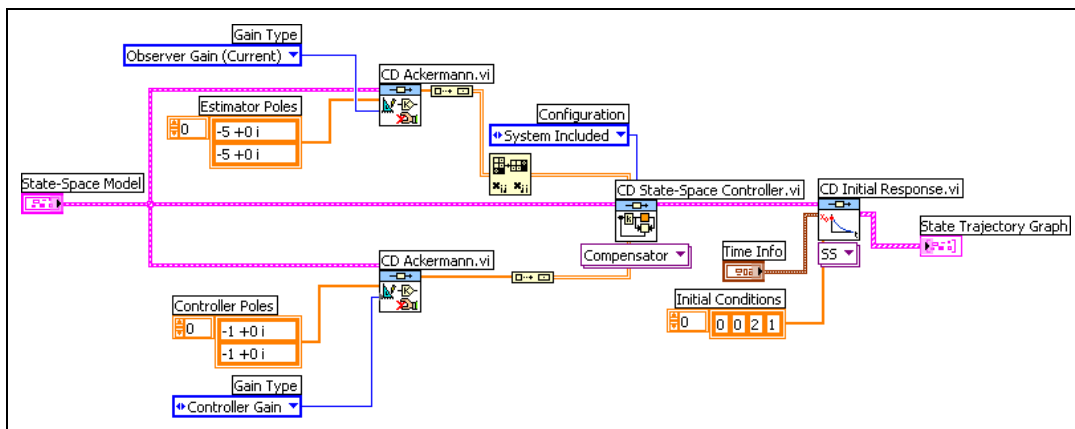 Gain Type
Observer Gain (Current)
CD Ackermann.vi
Estimator Poles
0
-5 +0 i
-5 +0 i
Configuration
System Included
State-Space Model
CD State-Space Controller.vi
CD Initial Response.vi
State Trajectory Graph
Compensator
Time Info
SS
CD Ackermann.vi
Controller Poles
0
-1 +0 i
-1 +0 i
Initial Conditions
0 0 0 2 1
Gain Type
Controller Gain